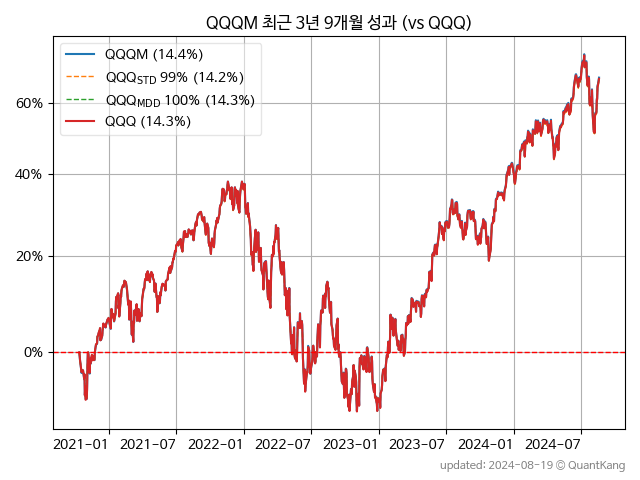 QQQM 최근 3년 9개월 성과 (vs QQQ)
QQQM (14.4%)
QQQSTD 99% (14.2%)
QQQMDD 100% (14.3%)
QQQ (14.3%)
60%
40%
20%
0%
2021-01 2021-07 2022-01 2022-07 2023-01 2023-07 2024-01 2024-07
updated: 2024-08-19 © QuantKang